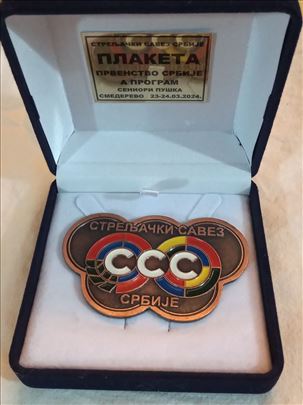 СТРЕЉАЧКИ САВЕЗ СРБИЈЕ
ПЛАКЕТА
ПРВЕНСТВО СРБИЈЕ
А ПРОГРАМ
СЕНИОРИ ПУШКА
СМЕДЕРЕВО 23-24.03.2024.
СТРЕЉАЧКИ САВЕЗ
ССС
СРБИЈЕ